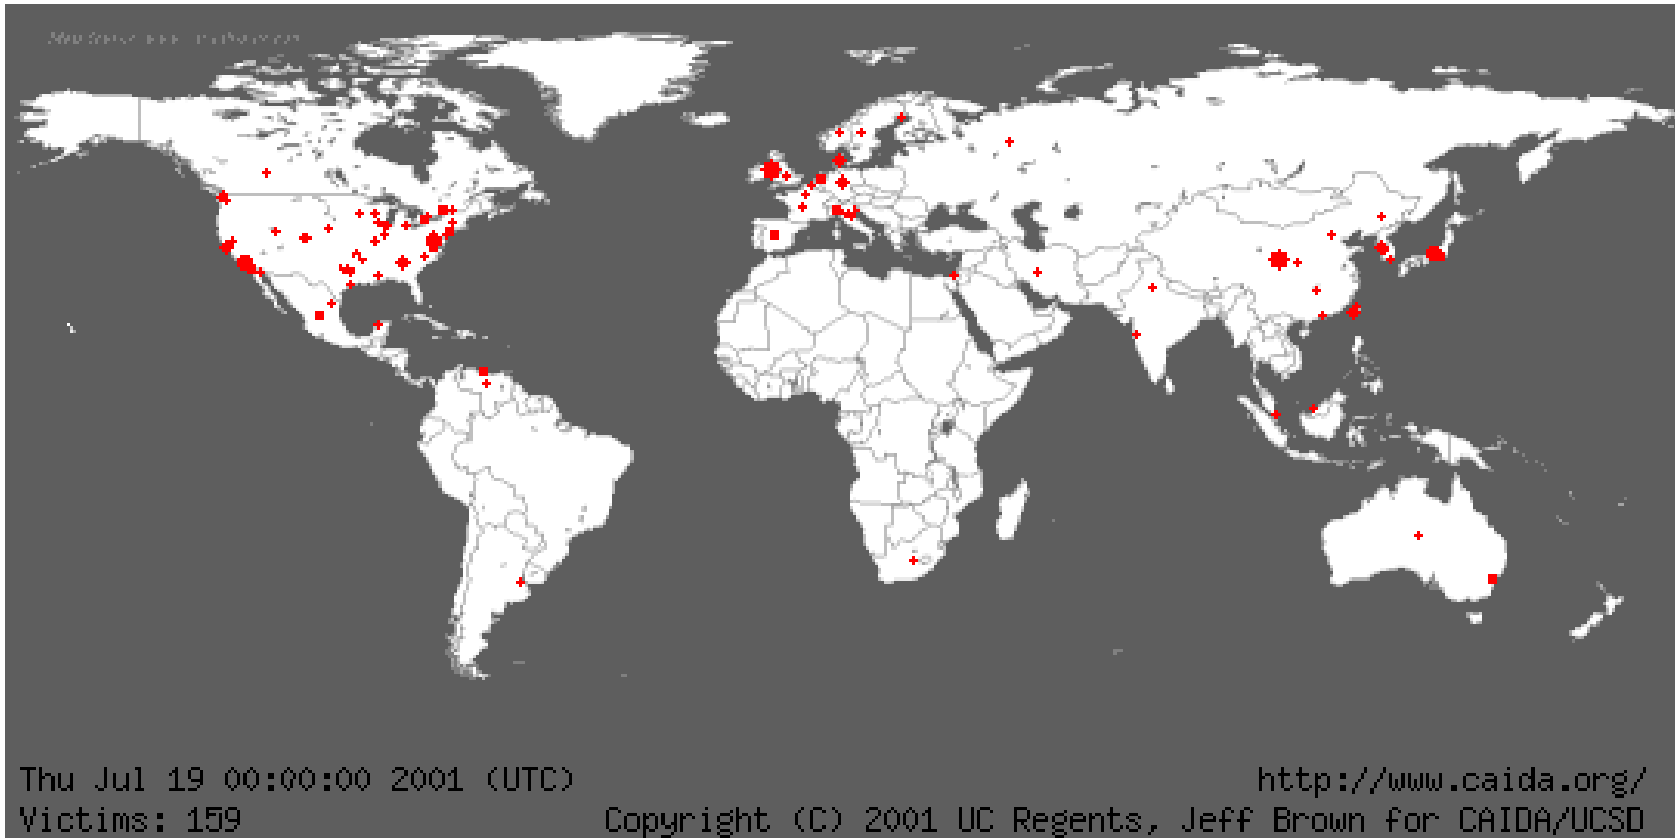 Thu Jul 19 00:00:00 2001 (UTC)
http://www.caida.org/
Victims: 159
Copyright (C) 2001 UC Regents, Jeff Brown for CAIDA/UCSD